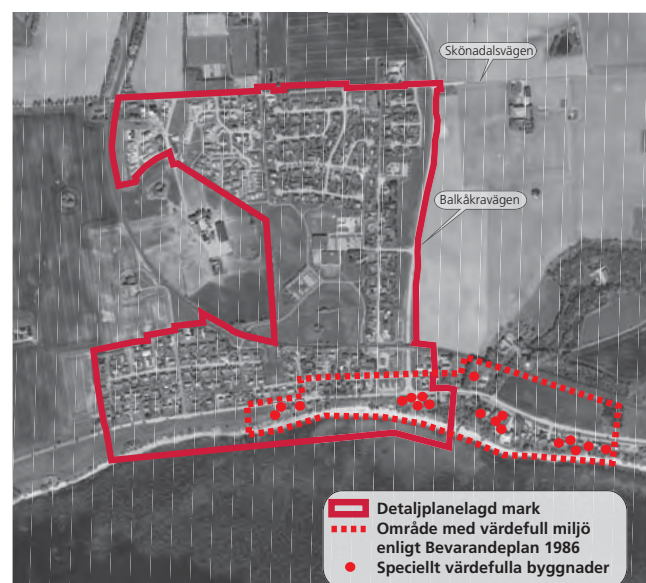 Skönadalsvägen
Balkåkravägen
Detaljplanelagd mark
Område med värdefull miljö
enligt Bevarandeplan 1986
Speciellt värdefulla byggnader